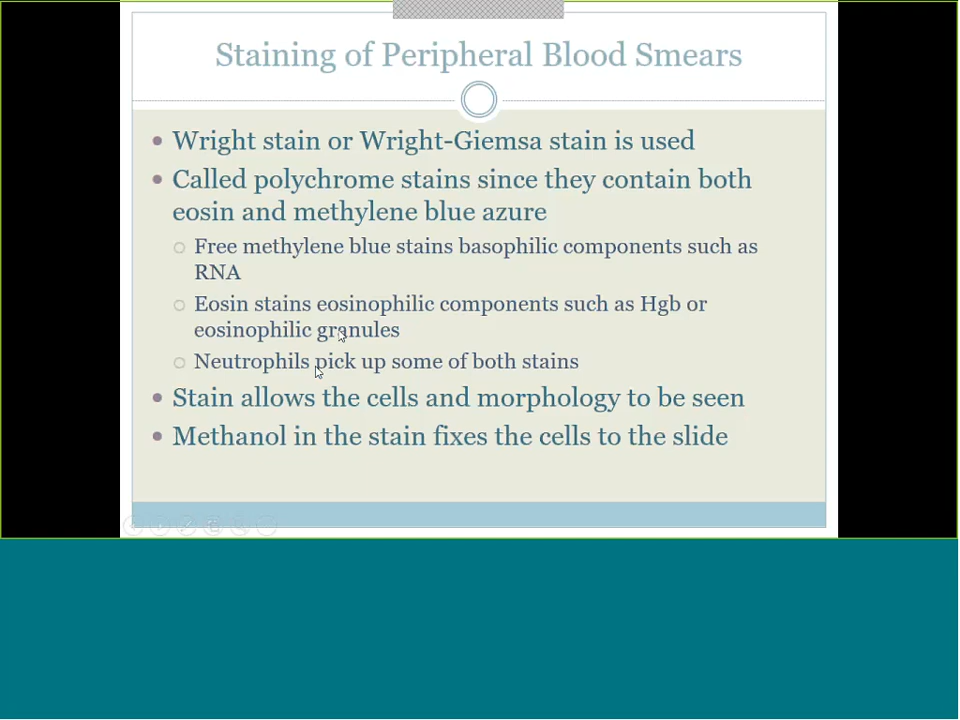 Staining of Peripheral Blood Smears
Wright stain or Wright-Giemsa stain is used
Called polychrome stains since they contain both
eosin and methylene blue azure
Free methylene blue stains basophilic components such as
RNA
Eosin stains eosinophilic components such as Hgb or
eosinophilic granules
Neutrophils pick up some of both stains
Stain allows the cells and morphology to be seen
Methanol in the stain fixes the cells to the slide